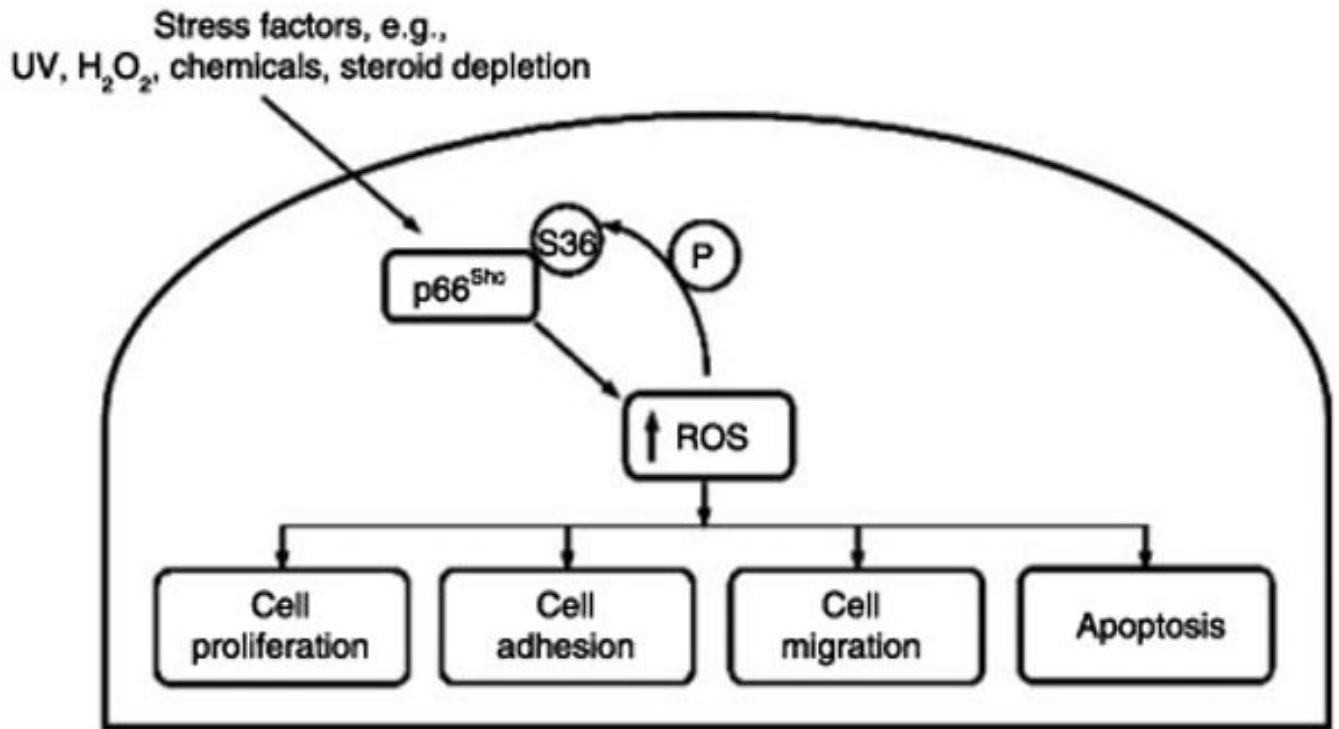 Stress factors, e.g.,
UV, H₂O₂, chemicals, steroid depletion
S36
P
p66ˢʰᶜ
ROS
Cell
proliferation
Cell
adhesion
Cell
migration
Apoptosis